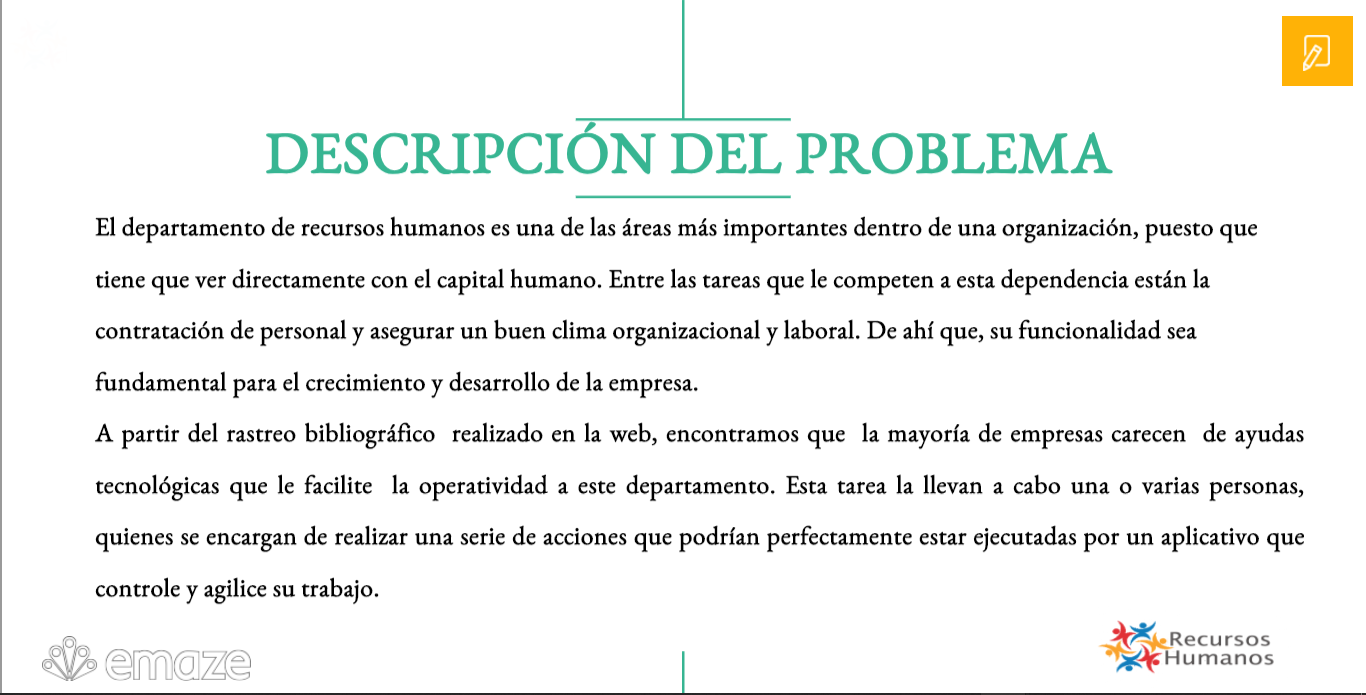 DESCRIPCIÓN DEL PROBLEMA
El departamento de recursos humanos es una de las áreas más importantes dentro de una organización, puesto que
tiene que ver directamente con el capital humano. Entre las tareas que le competen a esta dependencia están la
contratación de personal y asegurar un buen clima organizacional y laboral. De ahí que, su funcionalidad sea
fundamental para el crecimiento y desarrollo de la empresa.
A partir del rastreo bibliográfico realizado en la web, encontramos que la mayoría de empresas carecen de ayudas
tecnológicas que le facilite la operatividad a este departamento. Esta tarea la llevan a cabo una o varias personas,
quienes se encargan de realizar una serie de acciones que podrían perfectamente estar ejecutadas por un aplicativo que
controle y agilice su trabajo.
emaze
Recursos
Humanos